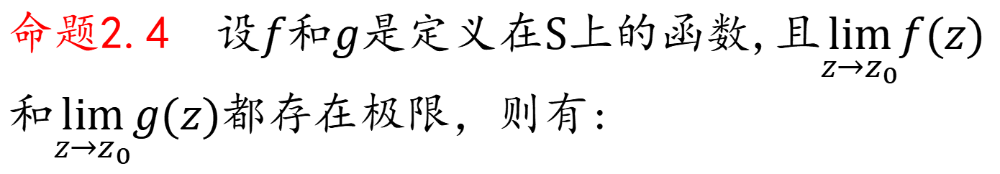 命题2.4 设f和g是定义在S上的函数,且lim_{z→z₀} f(z)
和lim_{z→z₀} g(z)都存在极限，则有：